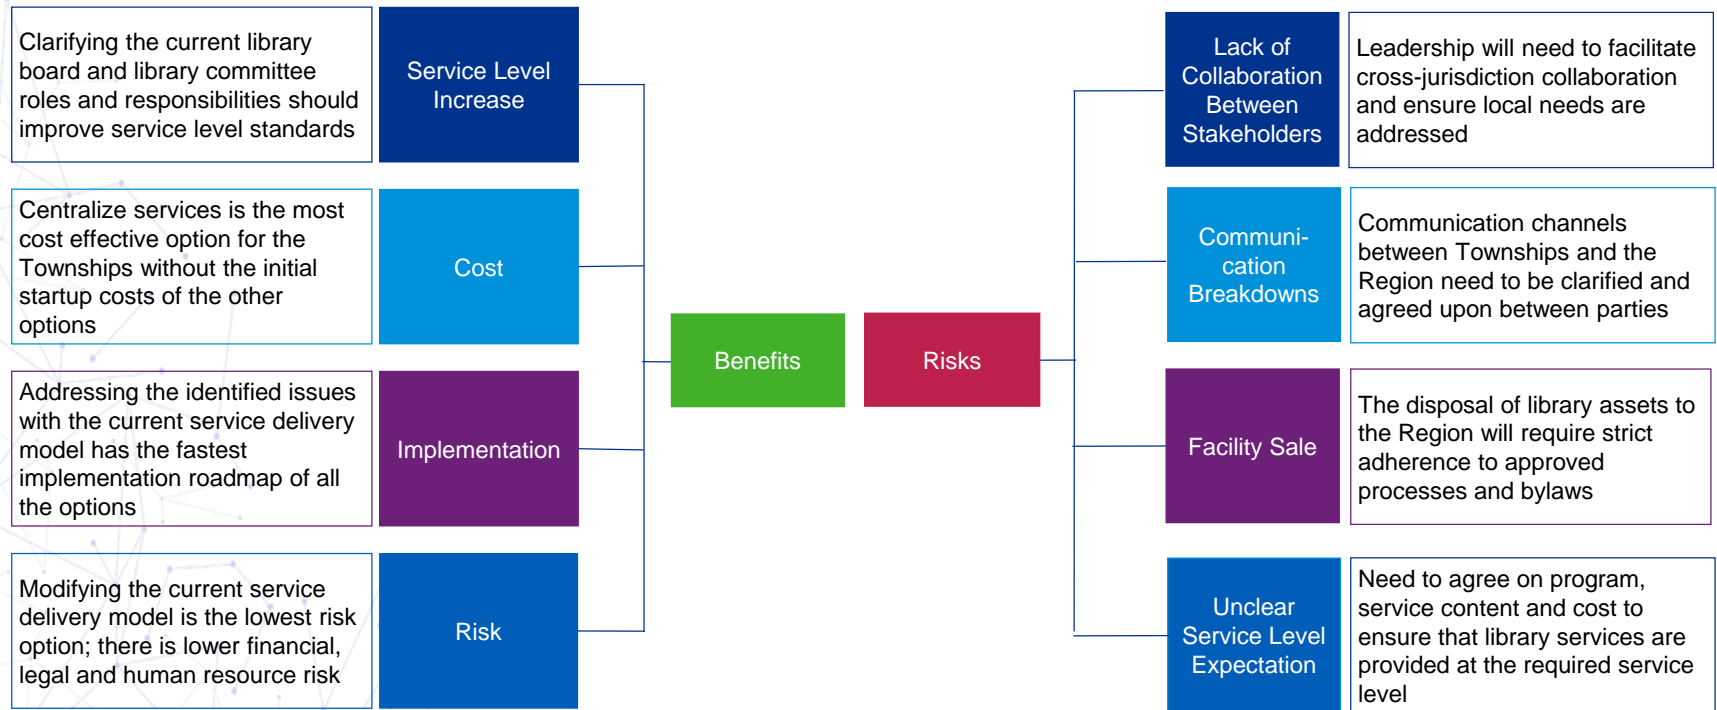 Clarifying the current library
board and library committee
roles and responsibilities should
improve service level standards
Service Level
Increase
Centralize services is the most
cost effective option for the
Townships without the initial
startup costs of the other
options
Cost
Addressing the identified issues
with the current service delivery
model has the fastest
implementation roadmap of all
the options
Implementation
Modifying the current service
delivery model is the lowest risk
option; there is lower financial,
legal and human resource risk
Risk
Benefits
Risks
Lack of
Collaboration
Between
Stakeholders
Leadership will need to facilitate
cross-jurisdiction collaboration
and ensure local needs are
addressed
Communi-
cation
Breakdowns
Communication channels
between Townships and the
Region need to be clarified and
agreed upon between parties
Facility Sale
The disposal of library assets to
the Region will require strict
adherence to approved
processes and bylaws
Unclear
Service Level
Expectation
Need to agree on program,
service content and cost to
ensure that library services are
provided at the required service
level